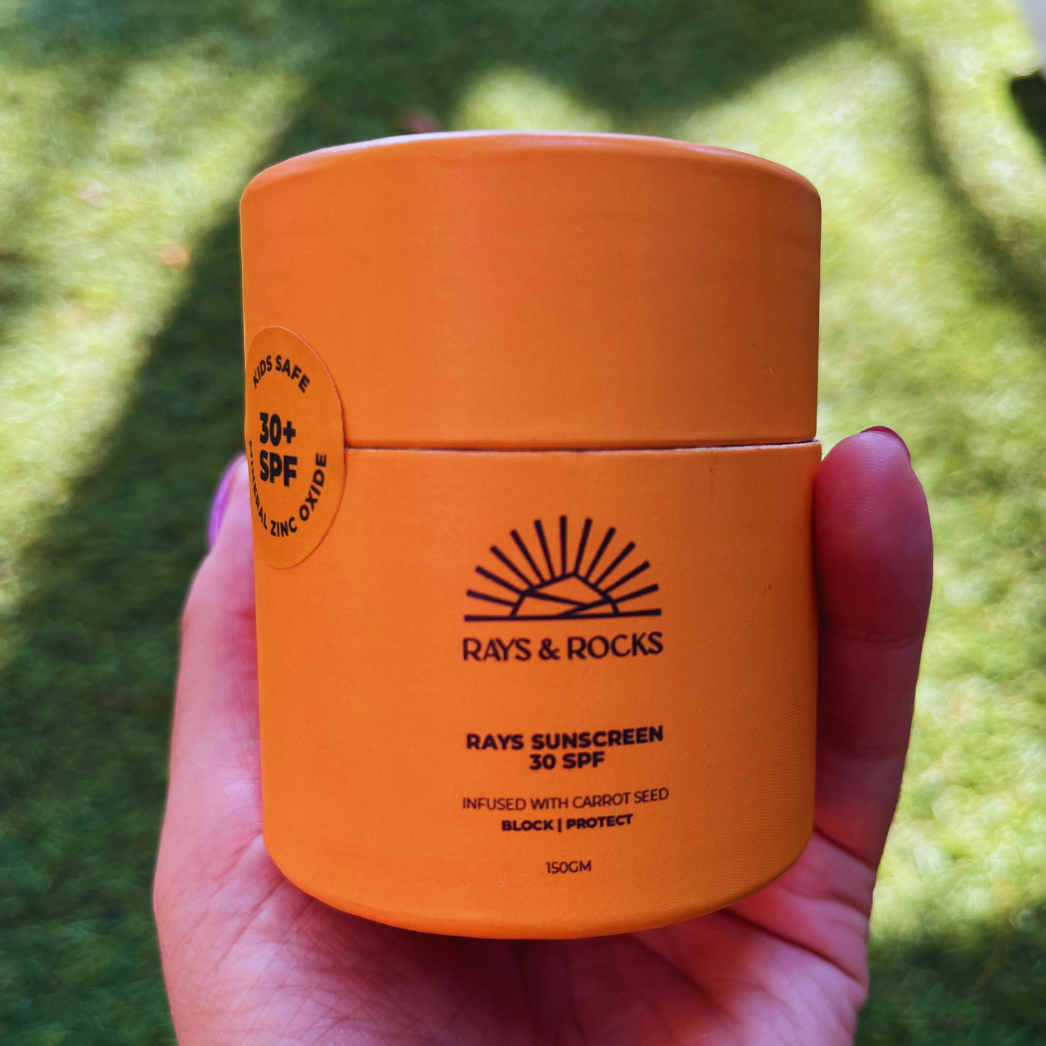 KIDS SAFE
30+
SPF
MINERAL ZINC OXIDE
RAYS & ROCKS
RAYS SUNSCREEN
30 SPF
INFUSED WITH CARROT SEED
BLOCK | PROTECT
150GM